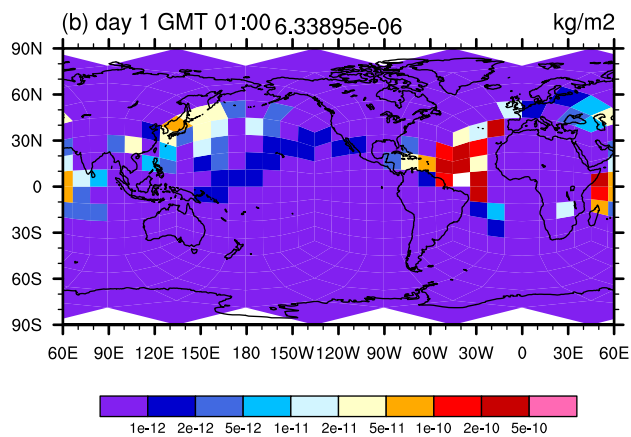 (b) day 1 GMT 01:00 6.33895e-06 kg/m2
90N
60N
30N
0
30S
60S
90S
60E 90E 120E 150E 180 150W 120W 90W 60W 30W 0 30E 60E
1e-12 2e-12 5e-12 1e-11 2e-11 5e-11 1e-10 2e-10 5e-10